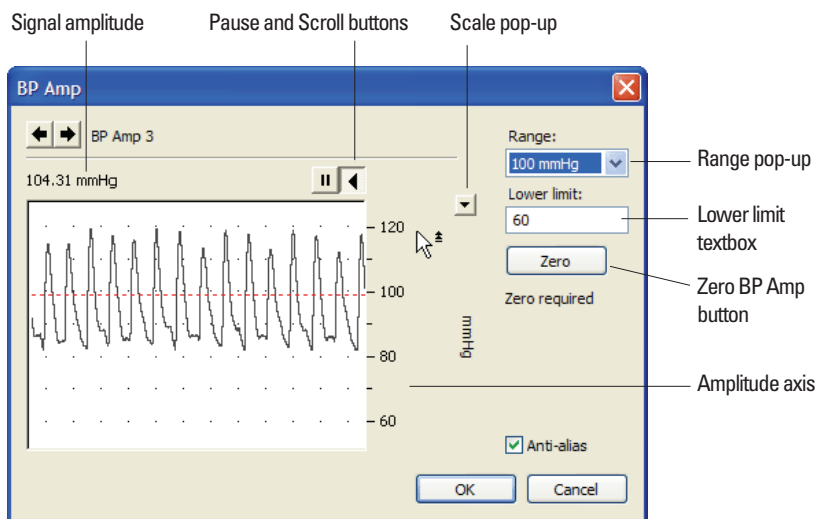 Signal amplitude
Pause and Scroll buttons
Scale pop-up
BP Amp
BP Amp 3
Range:
104.31 mmHg
100 mmHg
Range pop-up
Lower limit:
60
Lower limit
textbox
120
Zero
Zero BP Amp
button
100
Zero required
mmHg
80
Amplitude axis
60
Anti-alias
OK
Cancel